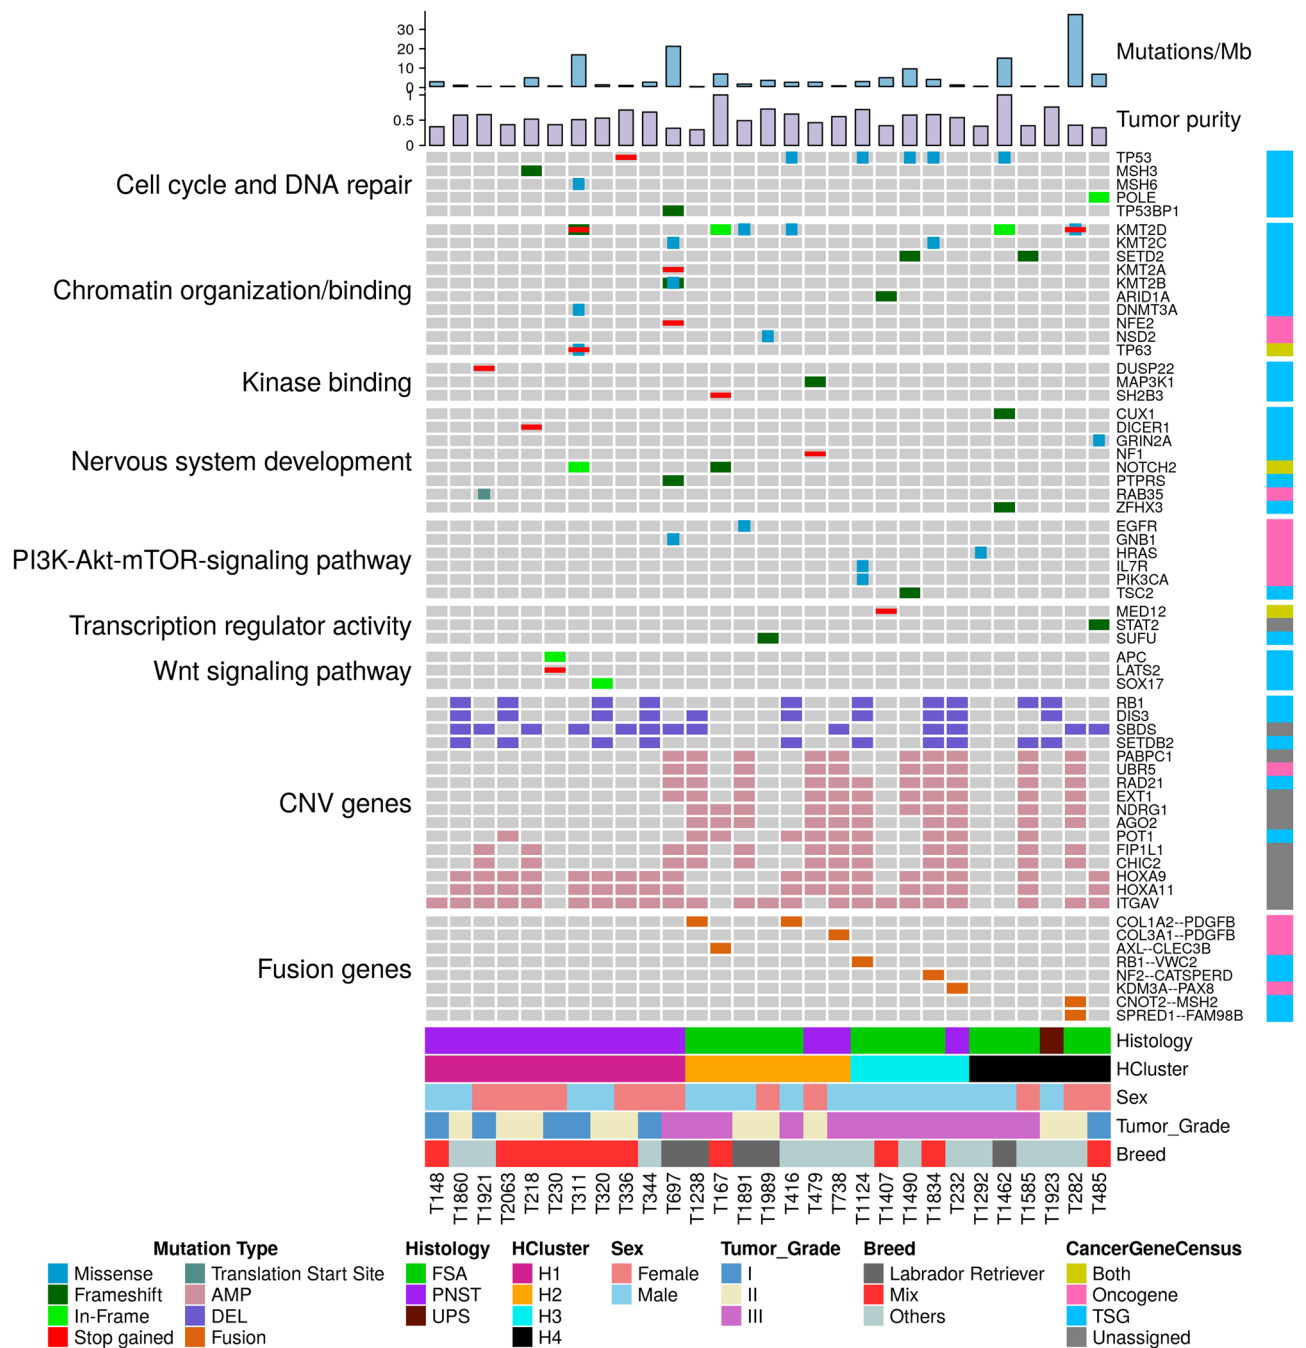 30
20
10
0
Mutations/Mb
1
0.5
0
Tumor purity
Cell cycle and DNA repair
TP53
MSH3
MSH6
POLE
TP53BP1
Chromatin organization/binding
KMT2D
KMT2C
SETD2
KMT2A
KMT2B
ARID1A
DNMT3A
NFE2
NSD2
TP63
Kinase binding
DUSP22
MAP3K1
SH2B3
Nervous system development
CUX1
DICER1
GRIN2A
NF1
NOTCH2
PTPRS
RAB35
ZFHX3
PI3K-Akt-mTOR-signaling pathway
EGFR
GNB1
HRAS
IL7R
PIK3CA
TSC2
Transcription regulator activity
MED12
STAT2
SUFU
Wnt signaling pathway
APC
LATS2
SOX17
CNV genes
RB1
DIS3
SBDS
SETDB2
PABPC1
UBR5
RAD21
EXT1
NDRG1
AGO2
POT1
FIP1L1
CHIC2
HOXA9
HOXA11
ITGAV
Fusion genes
COL1A2--PDGFB
COL3A1--PDGFB
AXL--CLEC3B
RB1--VWC2
NF2--CATSPERD
KDM3A--PAX8
CNOT2--MSH2
SPRED1--FAM98B
Histology
HCluster
Sex
Tumor_Grade
Breed
T148 T1860 T1921 T2063 T218 T230 T311 T320 T336 T344 T697 T1238 T167 T1891 T1989 T416 T479 T738 T1124 T1407 T1490 T1834 T232 T1292 T1462 T1585 T1923 T282 T485
Mutation Type
Missense
Frameshift
In-Frame
Stop gained
Translation Start Site
AMP
DEL
Fusion
Histology
FSA
PNST
UPS
HCluster
H1
H2
H3
H4
Sex
Female
Male
Tumor_Grade
I
II
III
Breed
Labrador Retriever
Mix
Others
CancerGeneCensus
Both
Oncogene
TSG
Unassigned